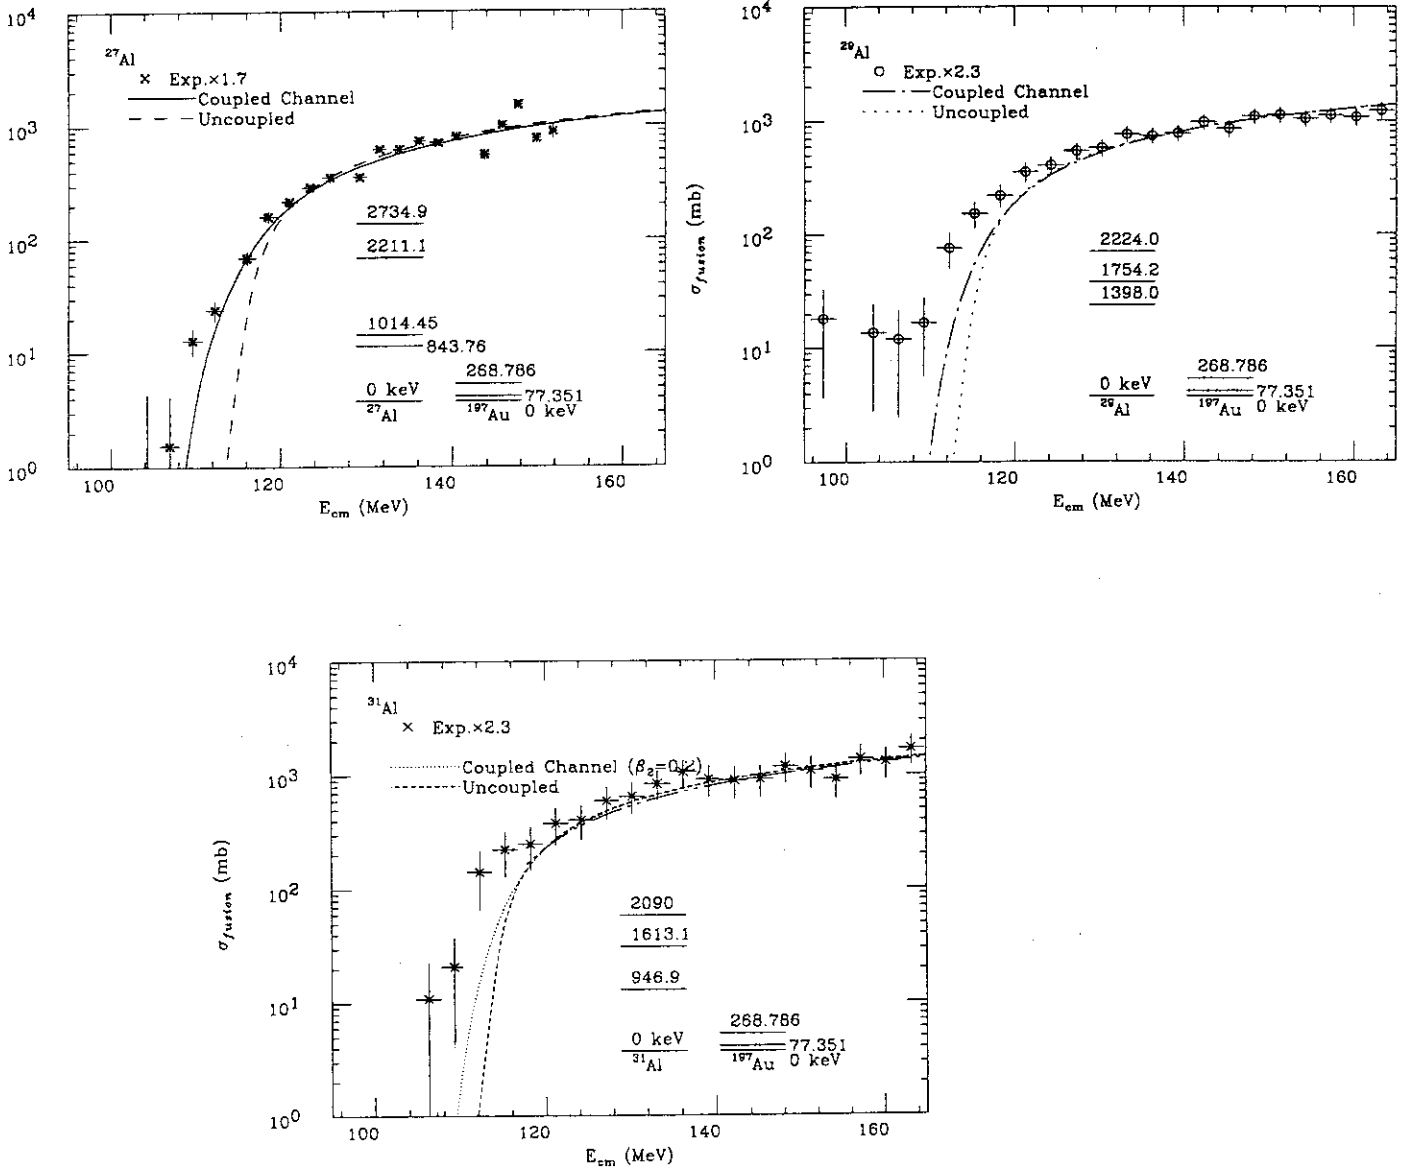 10⁴
²⁷Al
Exp.×1.7
Coupled Channel
Uncoupled
10³
2734.9
10²
2211.1
1014.45
843.76
10¹
268.786
0 keV
77.351
²⁷Al
¹⁹⁷Au 0 keV
10⁰
100 120 140 160
E_cm (MeV)
10⁴
²⁹Al
Exp.×2.3
Coupled Channel
Uncoupled
10³
σ_fusion (mb)
10²
2224.0
1754.2
1398.0
10¹
268.786
0 keV
77.351
²⁹Al
¹⁹⁷Au 0 keV
10⁰
100 120 140 160
E_cm (MeV)
10⁴
³¹Al
Exp.×2.3
10³
Coupled Channel (β₂=0.2)
Uncoupled
σ_fusion (mb)
10²
2090
1613.1
946.9
10¹
268.786
0 keV
77.351
³¹Al
¹⁹⁷Au 0 keV
10⁰
100 120 140 160
E_cm (MeV)